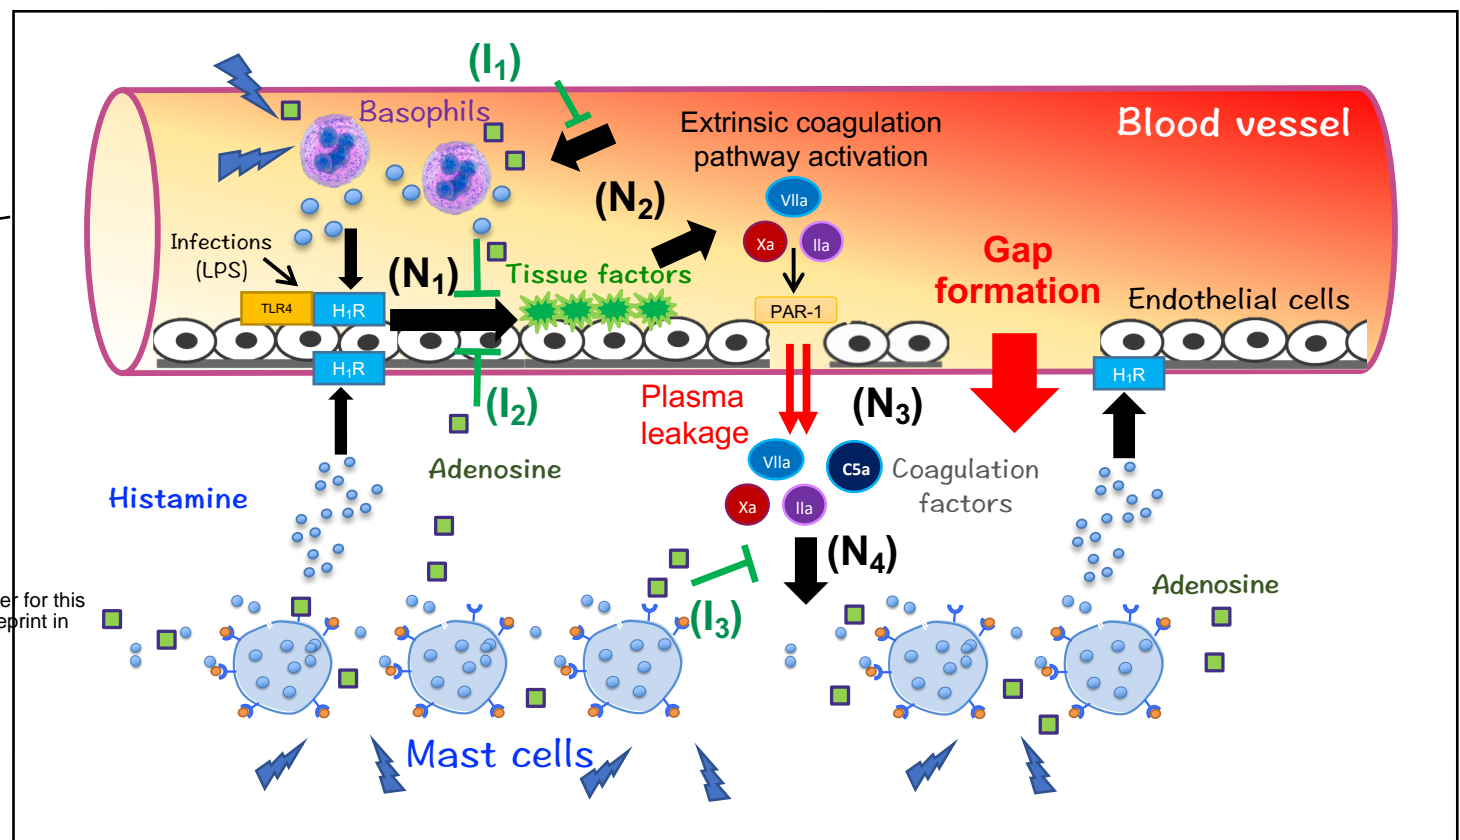 (I₁)
Basophils
Extrinsic coagulation
pathway activation
Blood vessel
VIIa
(N₂)
Xa
IIa
Infections
(LPS)
(N₁)
Tissue factors
Gap
formation
Endothelial cells
TLR4
H₁R
PAR-1
H₁R
H₁R
(I₂)
Plasma
leakage
(N₃)
Adenosine
VIIa
C5a
Coagulation
factors
Histamine
Xa
IIa
(N₄)
Adenosine
er for this
eprint in
(I₃)
Mast cells